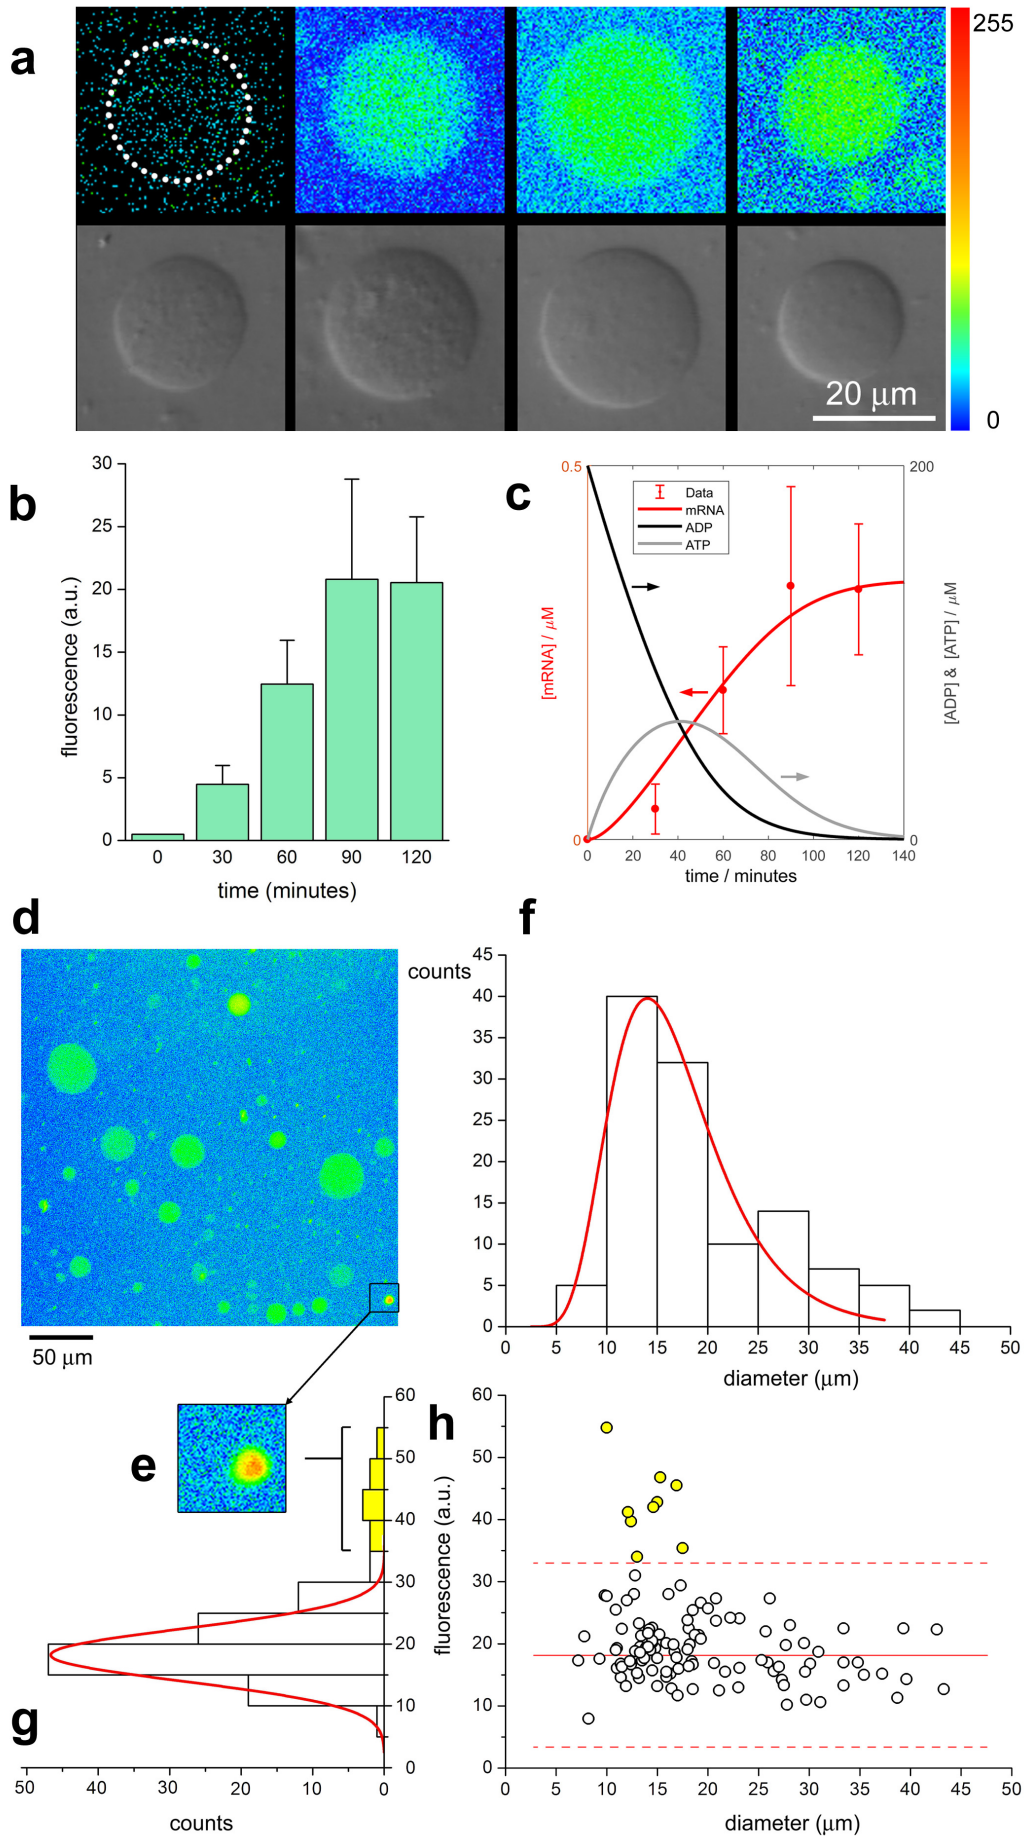 a
255
0
20 μm
b
30
25
20
15
10
5
0
fluorescence (a.u.)
0 30 60 90 120
time (minutes)
c
0.5
0
[mRNA] / μM
Data
mRNA
ADP
ATP
200
0
[ADP] & [ATP] / μM
0 20 40 60 80 100 120 140
time / minutes
d
50 μm
f
counts
45
40
35
30
25
20
15
10
5
0
0 5 10 15 20 25 30 35 40 45 50
diameter (μm)
e
g
60
50
40
30
20
10
0
fluorescence (a.u.)
50 40 30 20 10 0
counts
h
60
50
40
30
20
10
0
0 5 10 15 20 25 30 35 40 45 50
diameter (μm)